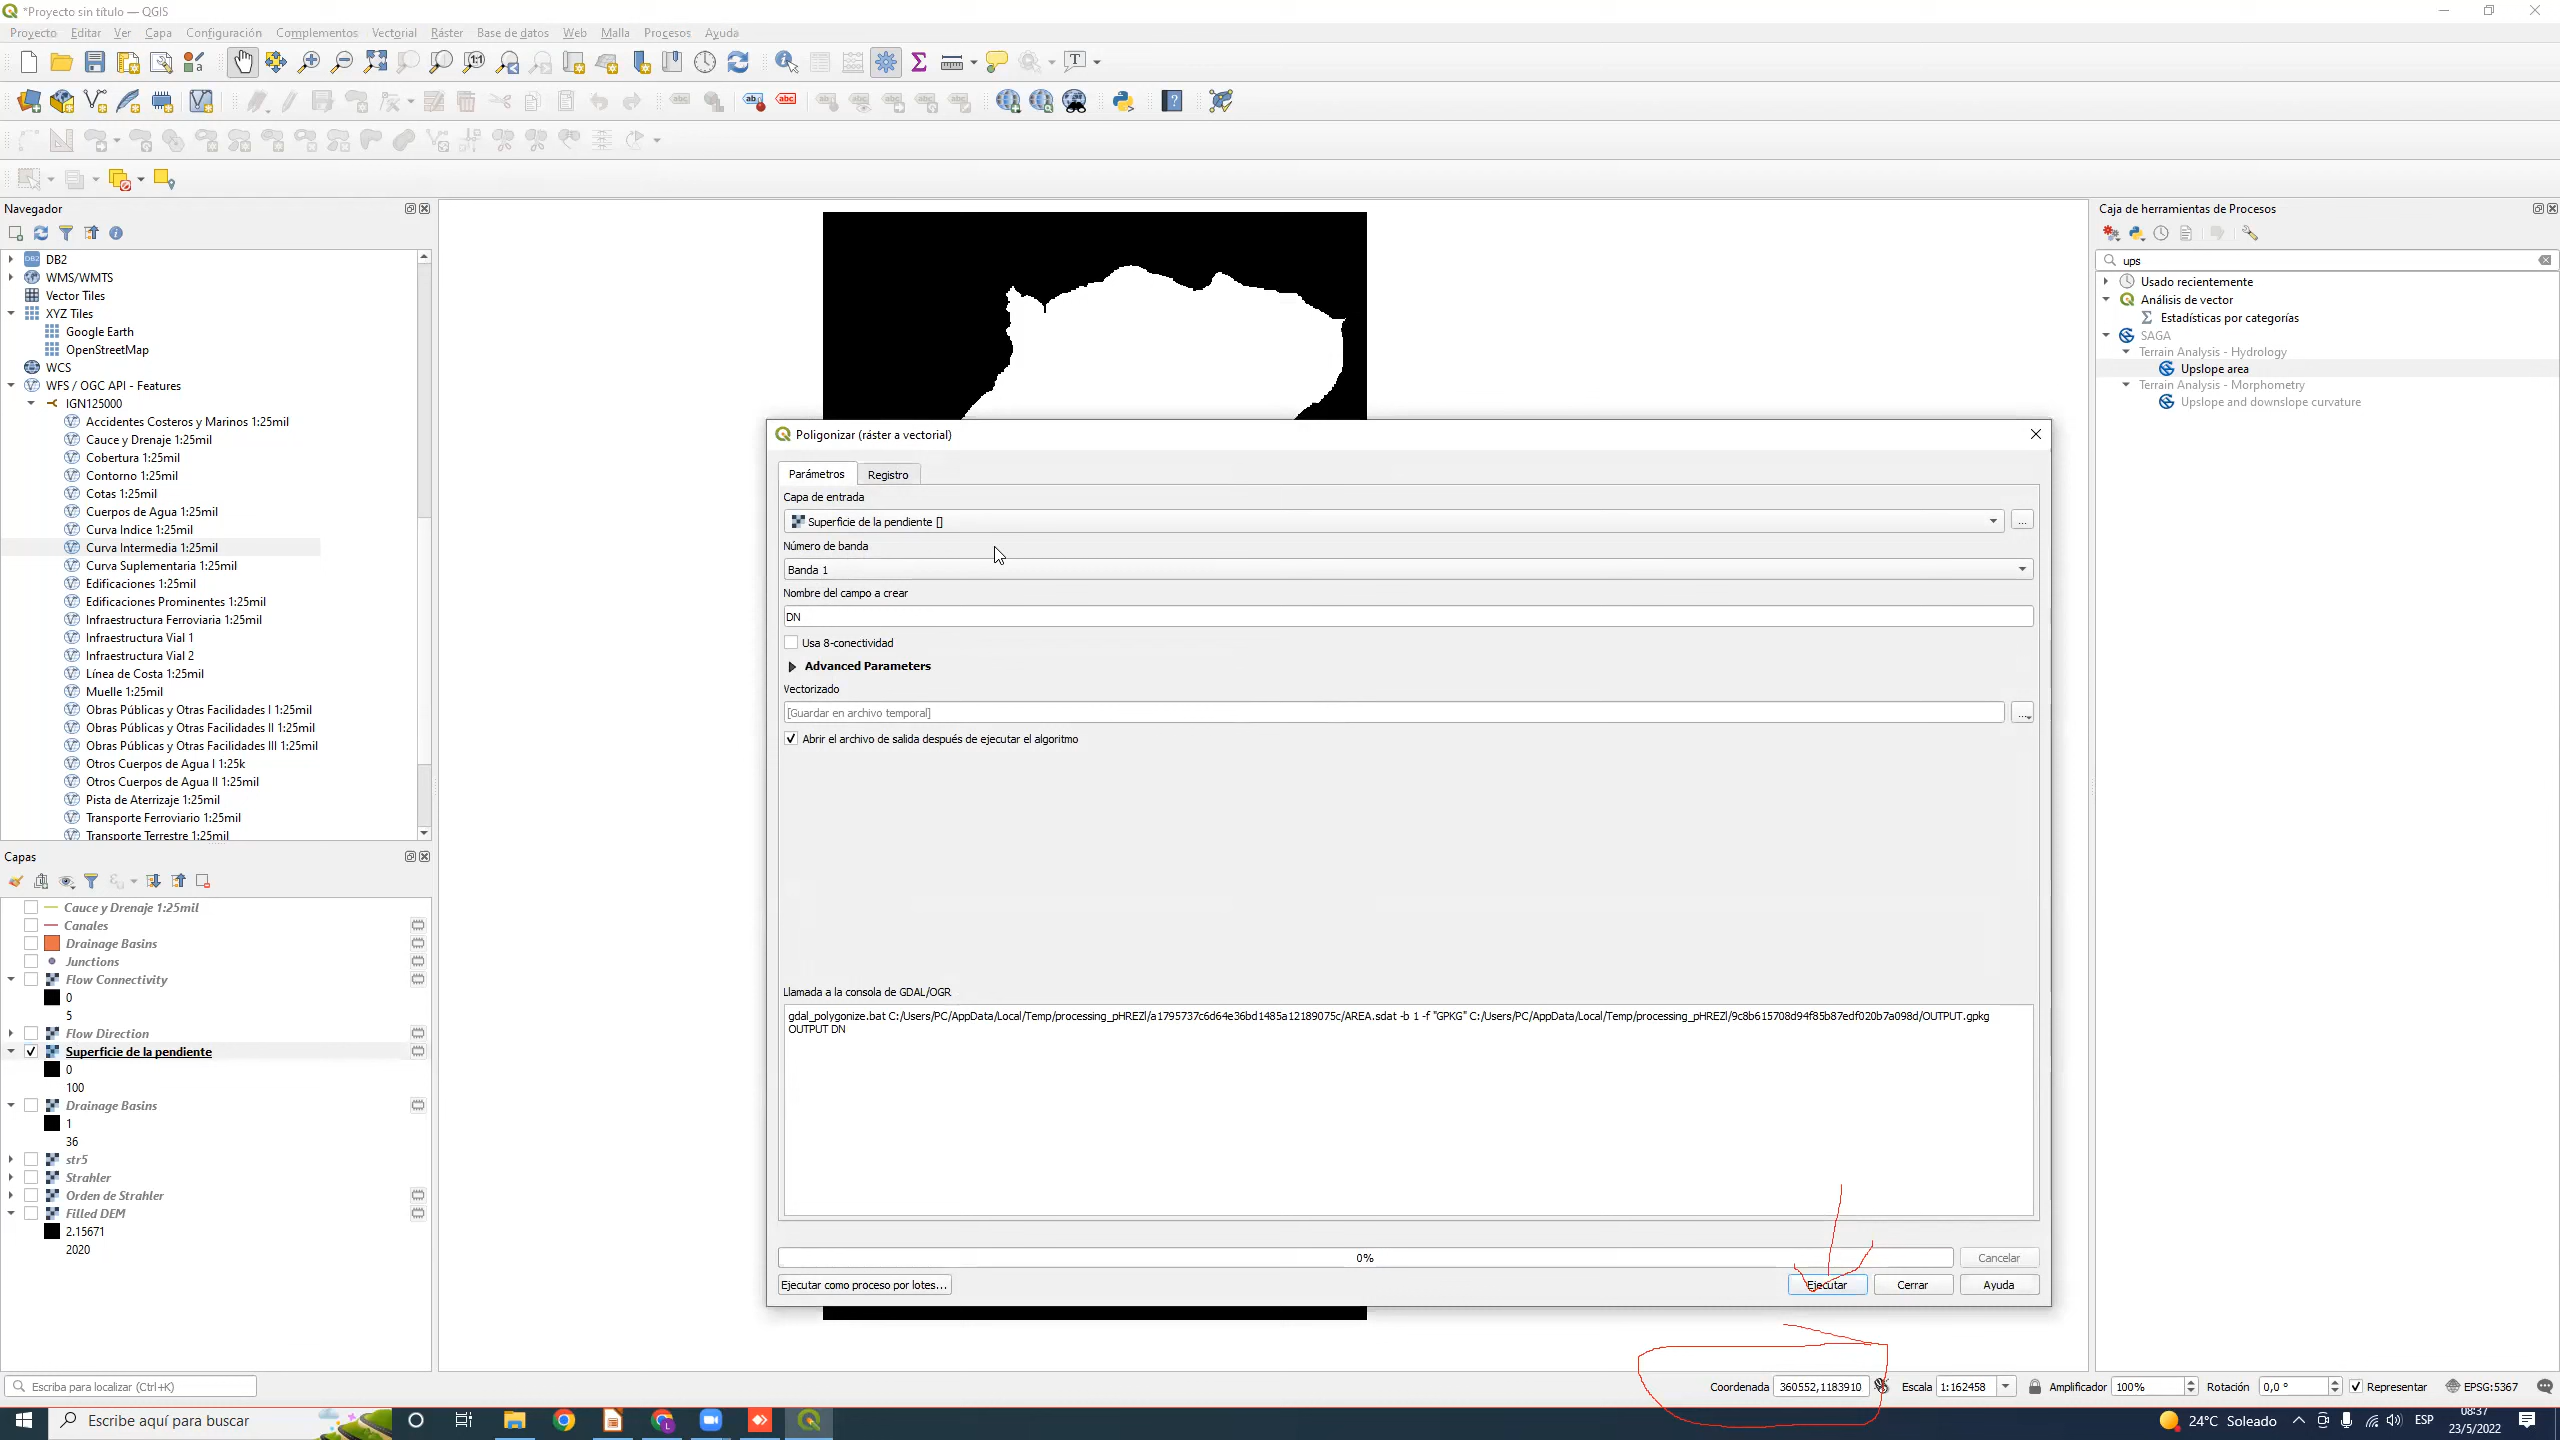 *Proyecto sin título — QGIS
Proyecto Editar Ver Capa Configuración Complementos Vectorial Ráster Base de datos Web Malla Procesos Ayuda
Navegador
DB2
WMS/WMTS
Vector Tiles
XYZ Tiles
Google Earth
OpenStreetMap
WCS
WFS / OGC API - Features
IGN125000
Accidentes Costeros y Marinos 1:25mil
Cauce y Drenaje 1:25mil
Cobertura 1:25mil
Contorno 1:25mil
Cotas 1:25mil
Cuerpos de Agua 1:25mil
Curva Indice 1:25mil
Curva Intermedia 1:25mil
Curva Suplementaria 1:25mil
Edificaciones 1:25mil
Edificaciones Prominentes 1:25mil
Infraestructura Ferroviaria 1:25mil
Infraestructura Vial 1
Infraestructura Vial 2
Línea de Costa 1:25mil
Muelle 1:25mil
Obras Públicas y Otras Facilidades I 1:25mil
Obras Públicas y Otras Facilidades II 1:25mil
Obras Públicas y Otras Facilidades III 1:25mil
Otros Cuerpos de Agua I 1:25k
Otros Cuerpos de Agua II 1:25mil
Pista de Aterrizaje 1:25mil
Transporte Ferroviario 1:25mil
Transporte Terrestre 1:25mil
Capas
Cauce y Drenaje 1:25mil
Canales
Drainage Basins
Junctions
Flow Connectivity
0
5
Flow Direction
Superficie de la pendiente
0
100
Drainage Basins
1
36
str5
Strahler
Orden de Strahler
Filled DEM
2.15671
2020
Poligonizar (ráster a vectorial)
Parámetros Registro
Capa de entrada
Superficie de la pendiente []
...
Número de banda
Banda 1
Nombre del campo a crear
DN
Usa 8-conectividad
Advanced Parameters
Vectorizado
[Guardar en archivo temporal]
...
Abrir el archivo de salida después de ejecutar el algoritmo
Llamada a la consola de GDAL/OGR
gdal_polygonize.bat C:/Users/PC/AppData/Local/Temp/processing_pHREZl/a1795737c6d64e36bd1485a12189075c/AREA.sdat -b 1 -f "GPKG" C:/Users/PC/AppData/Local/Temp/processing_pHREZl/9c8b615708d94f85b87edf020b7a098d/OUTPUT.gpkg
OUTPUT DN
0%
Cancelar
Ejecutar como proceso por lotes...
Ejecutar
Cerrar
Ayuda
Caja de herramientas de Procesos
ups
Usado recientemente
Análisis de vector
Estadísticas por categorías
SAGA
Terrain Analysis - Hydrology
Upslope area
Terrain Analysis - Morphometry
Upslope and downslope curvature
Escriba para localizar (Ctrl+K)
Coordenada 360552,1183910 Escala 1:162458 Amplificador 100% Rotación 0,0 ° Representar EPSG:5367
Escribe aquí para buscar
24°C Soleado
ESP
08:37
23/5/2022